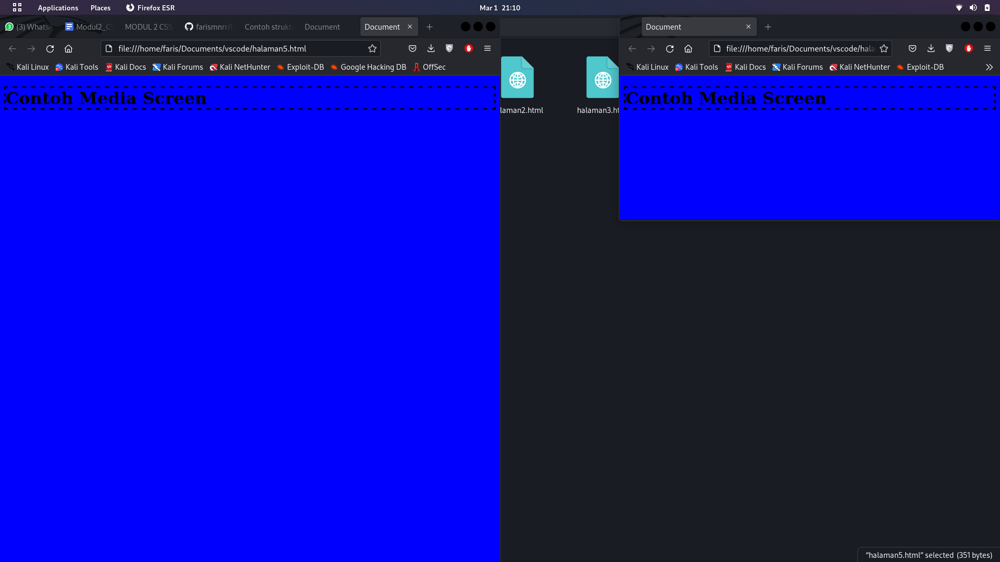 Applications Places Firefox ESR Mar 1 21:10
3 (3) WhatsA Modul2_CS MODUL 2 CSS farismnrr/ Contoh strukt Document Document
file:///home/faris/Documents/vscode/halaman5.html
Kali Linux Kali Tools Kali Docs Kali Forums Kali NetHunter Exploit-DB Google Hacking DB OffSec
Contoh Media Screen
laman2.html halaman3.ht
Document
file:///home/faris/Documents/vscode/hala
Kali Linux Kali Tools Kali Docs Kali Forums Kali NetHunter Exploit-DB
Contoh Media Screen
“halaman5.html” selected (351 bytes)